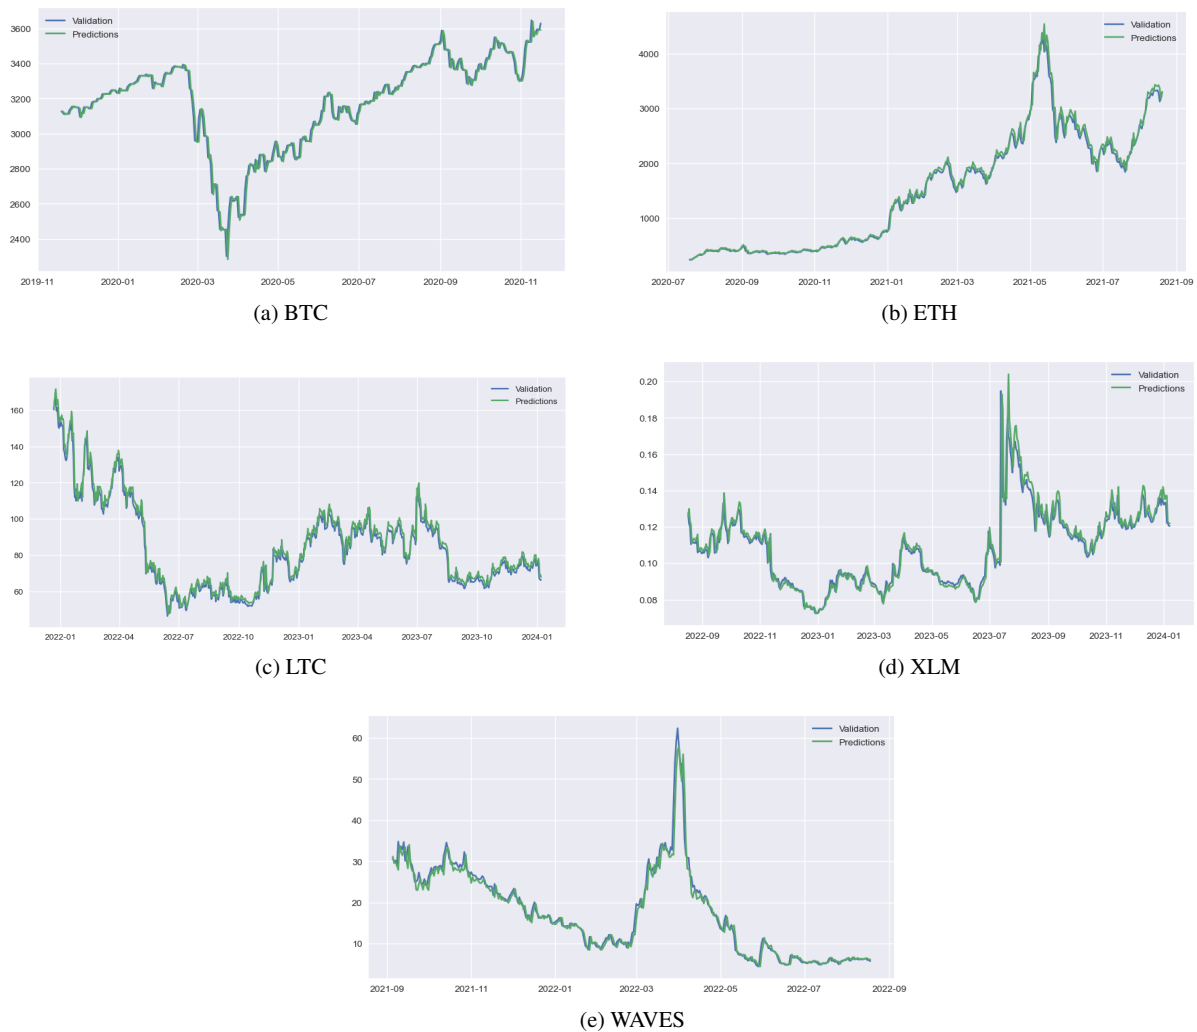 Validation
Predictions
3600
3400
3200
3000
2800
2600
2400
2019-11 2020-01 2020-03 2020-05 2020-07 2020-09 2020-11
(a) BTC
Validation
Predictions
4000
3000
2000
1000
2020-07 2020-09 2020-11 2021-01 2021-03 2021-05 2021-07 2021-09
(b) ETH
Validation
Predictions
160
140
120
100
80
60
2022-01 2022-04 2022-07 2022-10 2023-01 2023-04 2023-07 2023-10 2024-01
(c) LTC
Validation
Predictions
0.20
0.18
0.16
0.14
0.12
0.10
0.08
2022-09 2022-11 2023-01 2023-03 2023-05 2023-07 2023-09 2023-11 2024-01
(d) XLM
Validation
Predictions
60
50
40
30
20
10
2021-09 2021-11 2022-01 2022-03 2022-05 2022-07 2022-09
(e) WAVES